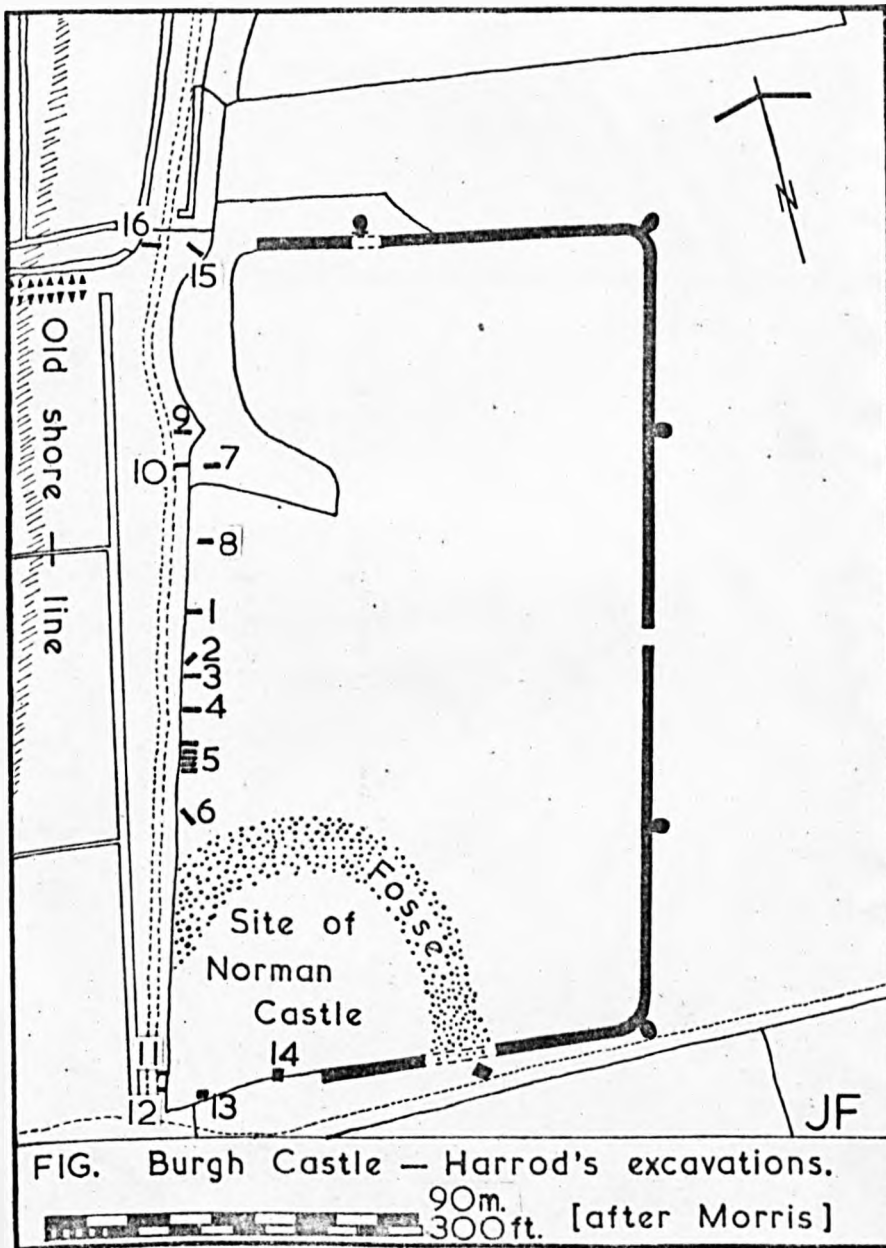 N
16
15
Old shore-line
9
10
7
8
1
2
3
4
5
6
Fosse
Site of
Norman
Castle
11
14
12
13
JF
FIG. Burgh Castle — Harrod's excavations.
90m.
300ft. [after Morris]